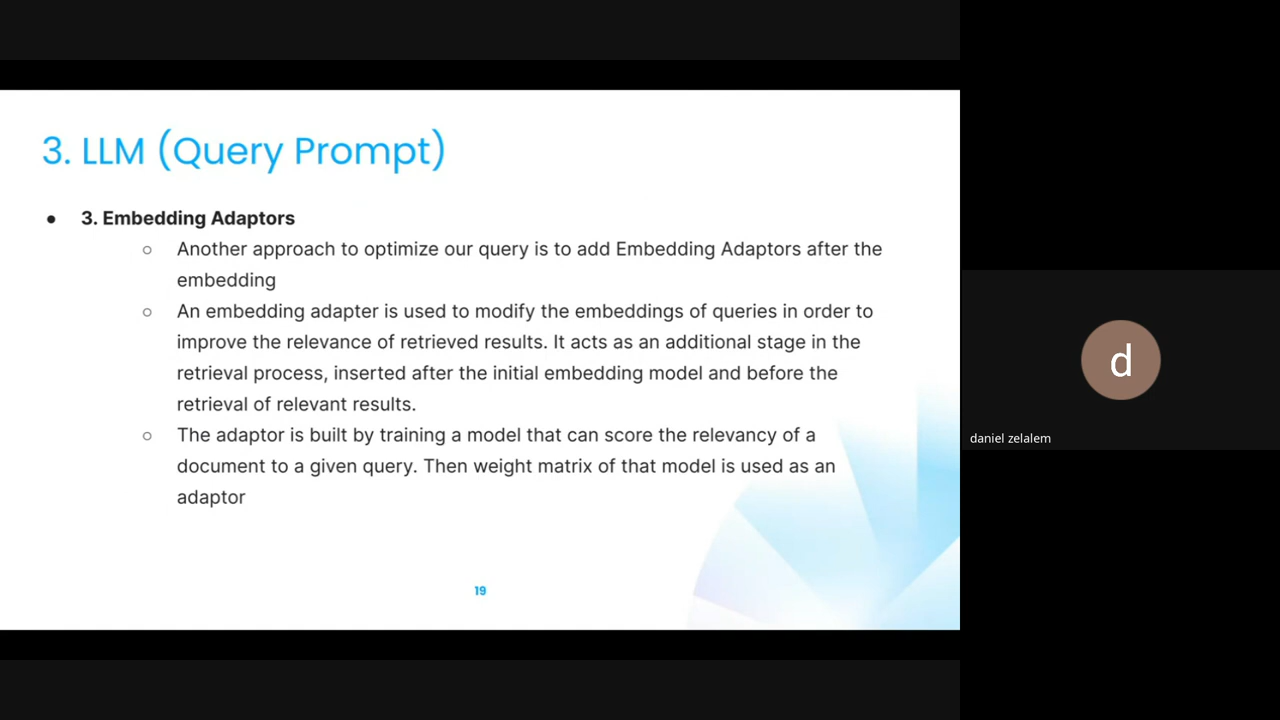 3. LLM (Query Prompt)
● 3. Embedding Adaptors
○ Another approach to optimize our query is to add Embedding Adaptors after the
embedding
○ An embedding adapter is used to modify the embeddings of queries in order to
improve the relevance of retrieved results. It acts as an additional stage in the
retrieval process, inserted after the initial embedding model and before the
retrieval of relevant results.
○ The adaptor is built by training a model that can score the relevancy of a
document to a given query. Then weight matrix of that model is used as an
adaptor
19
d
daniel zelalem